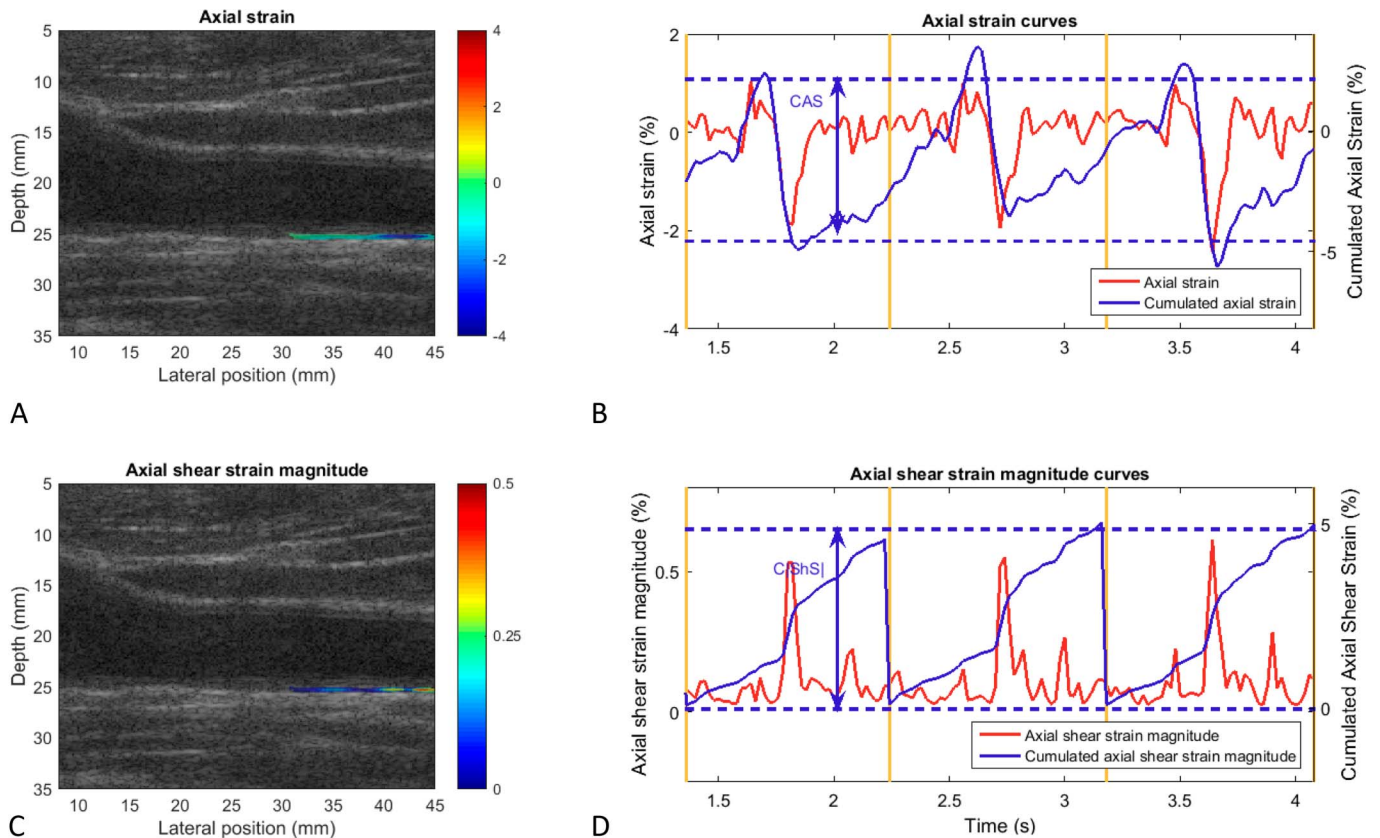 Axial strain
5
10
15
20
25
30
35
Depth (mm)
10 15 20 25 30 35 40 45
Lateral position (mm)
4
2
0
-2
-4
A
Axial strain curves
2
0
-2
-4
Axial strain (%)
CAS
0
-5
Cumulated Axial Strain (%)
Axial strain
Cumulated axial strain
1.5 2 2.5 3 3.5 4
B
Axial shear strain magnitude
5
10
15
20
25
30
35
Depth (mm)
10 15 20 25 30 35 40 45
Lateral position (mm)
0.5
0.25
0
C
Axial shear strain magnitude curves
0.5
0
Axial shear strain magnitude (%)
C|ShS|
5
0
Cumulated Axial Shear Strain (%)
Axial shear strain magnitude
Cumulated axial shear strain magnitude
1.5 2 2.5 3 3.5 4
Time (s)
D